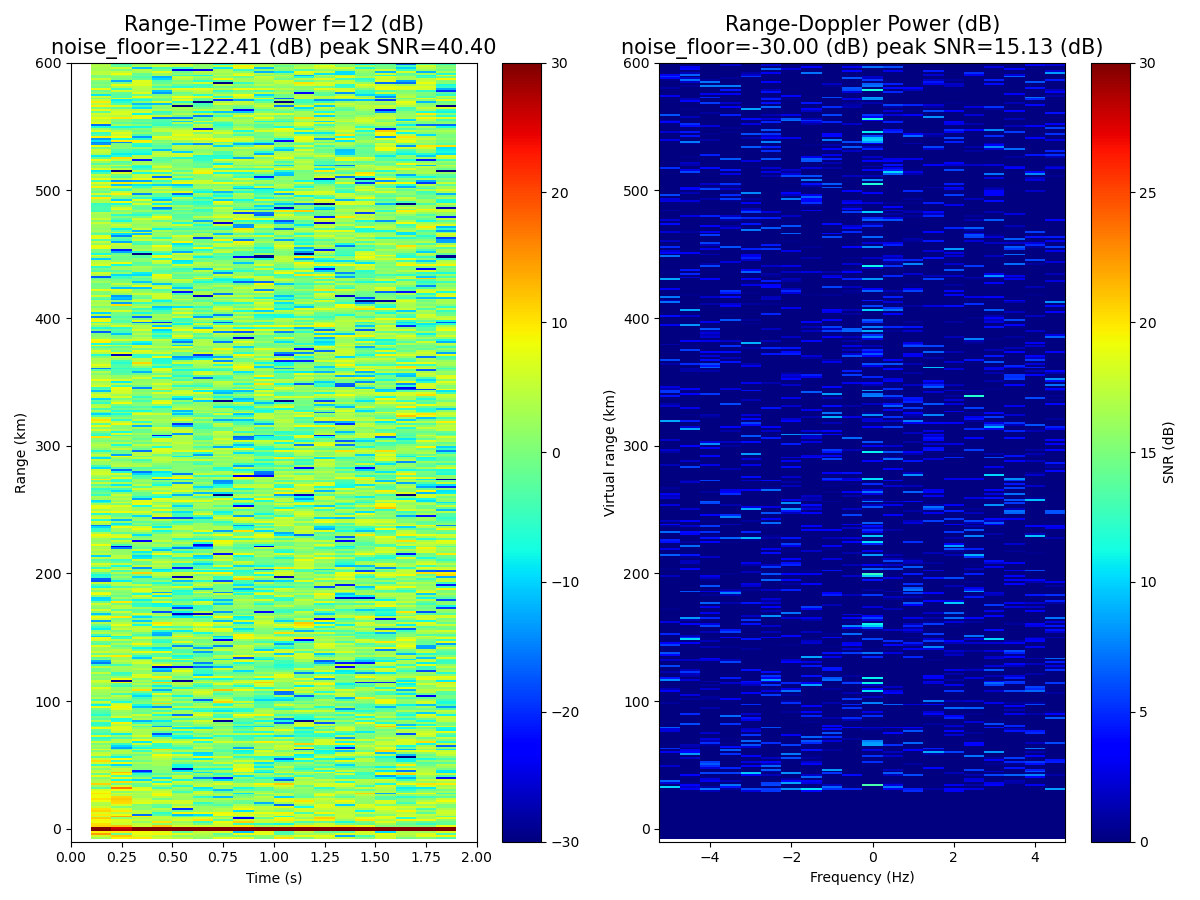 Range-Time Power f=12 (dB)
noise_floor=-122.41 (dB) peak SNR=40.40
Range-Doppler Power (dB)
noise_floor=-30.00 (dB) peak SNR=15.13 (dB)
600
500
400
300
200
100
0
Range (km)
0.00 0.25 0.50 0.75 1.00 1.25 1.50 1.75 2.00
Time (s)
30
20
10
0
−10
−20
−30
600
500
400
300
200
100
0
Virtual range (km)
−4 −2 0 2 4
Frequency (Hz)
30
25
20
15
10
5
0
SNR (dB)